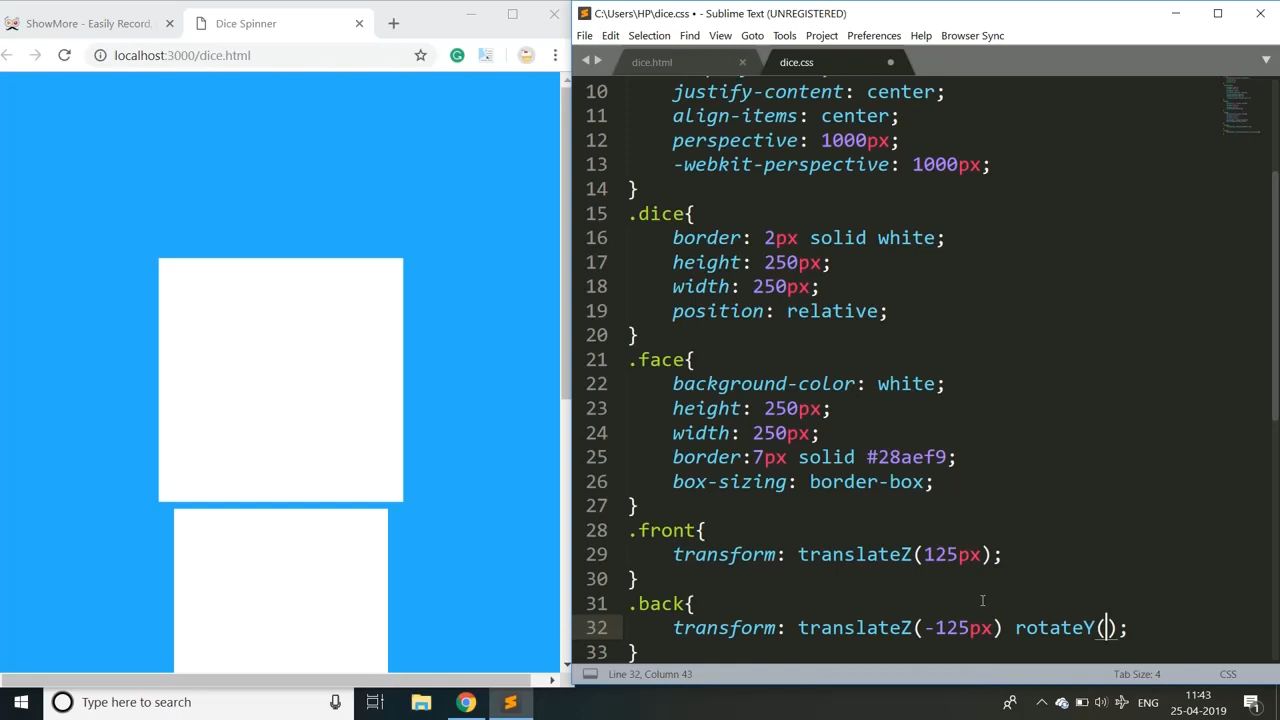 ShowMore - Easily Record,
Dice Spinner
localhost:3000/dice.html
C:\Users\HP\dice.css • - Sublime Text (UNREGISTERED)
File Edit Selection Find View Goto Tools Project Preferences Help Browser Sync
dice.html
dice.css
10 justify-content: center;
11 align-items: center;
12 perspective: 1000px;
13 -webkit-perspective: 1000px;
14 }
15 .dice{
16 border: 2px solid white;
17 height: 250px;
18 width: 250px;
19 position: relative;
20 }
21 .face{
22 background-color: white;
23 height: 250px;
24 width: 250px;
25 border:7px solid #28aef9;
26 box-sizing: border-box;
27 }
28 .front{
29 transform: translateZ(125px);
30 }
31 .back{
32 transform: translateZ(-125px) rotateY();
33 }
Line 32, Column 43
Tab Size: 4
CSS
Type here to search
ENG
11:43
25-04-2019
1